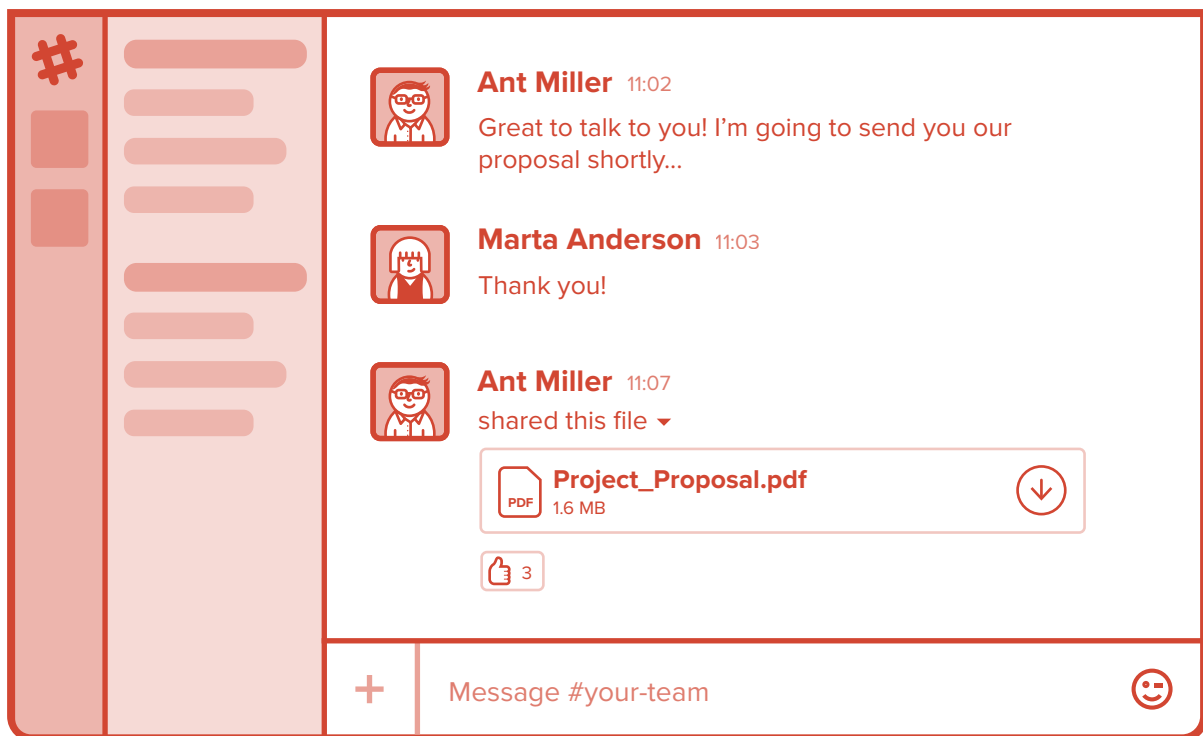 Ant Miller 11:02
Great to talk to you! I’m going to send you our
proposal shortly...
Marta Anderson 11:03
Thank you!
Ant Miller 11:07
shared this file
Project_Proposal.pdf
PDF
1.6 MB
3
Message #your-team